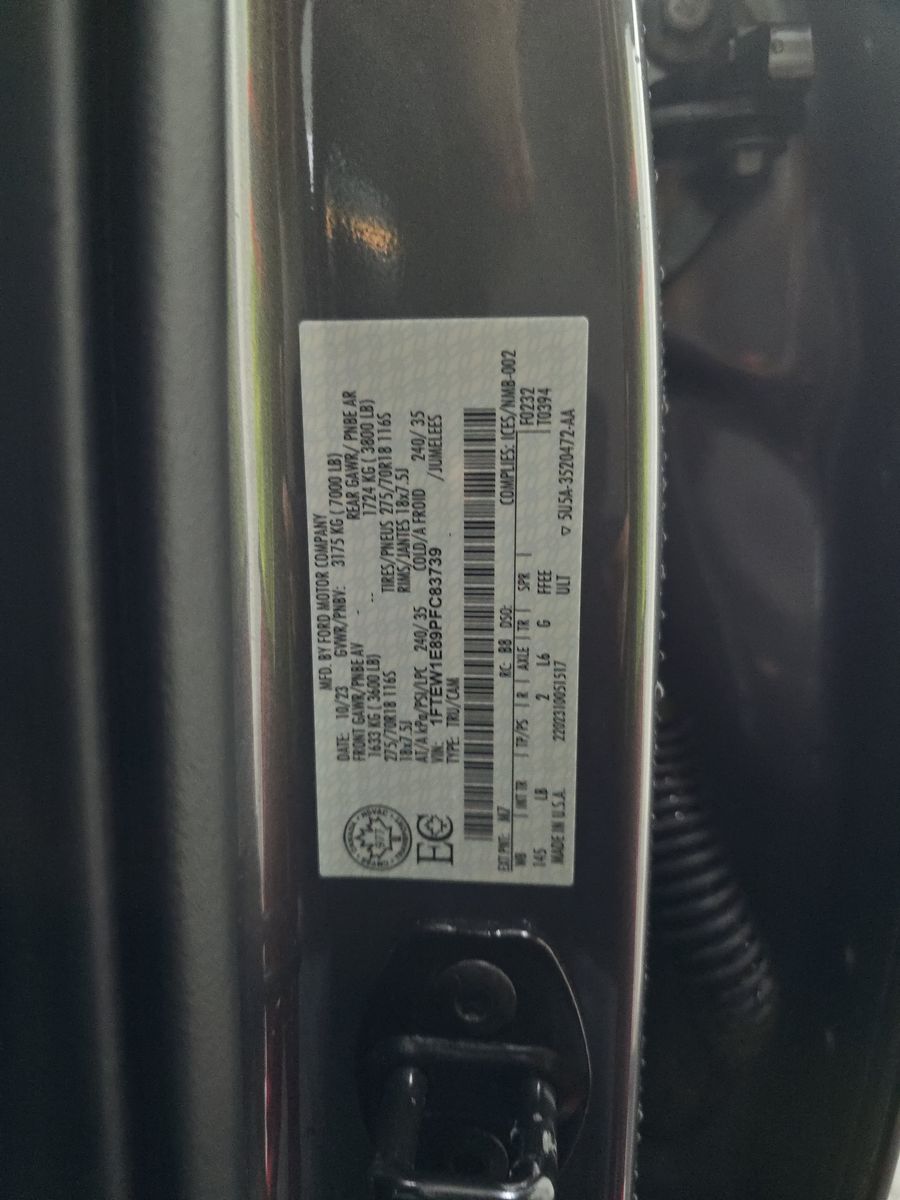 MFD. BY FORD MOTOR COMPANY
DATE: 10/23 GVWR/PNBV: 3175 KG ( 7000 LB)
FRONT GAWR/PNBE AV REAR GAWR/ PNBE AR
1633 KG ( 3600 LB) -- 1724 KG ( 3800 LB)
275/70R18 116S TIRES/PNEUS 275/70R18 116S
18x7.5J RIMS/JANTES 18x7.5J
AT/A kPa/PSI/LPC 240/ 35 COLD/A FROID 240/ 35
VIN: 1FTEW1E89PFC83739 /JUMELEES
TYPE: TRU/CAM
EC
EXT PNT: M7 RC: B8 DSO: COMPLIES: ICES/NMB-002
WB INT TR TP/PS R AXLE TR SPR F0232
145 LB 2 L6 G FFEE T0394
MADE IN U.S.A. 2202310051517 ULT 5U5A-3520472-AA